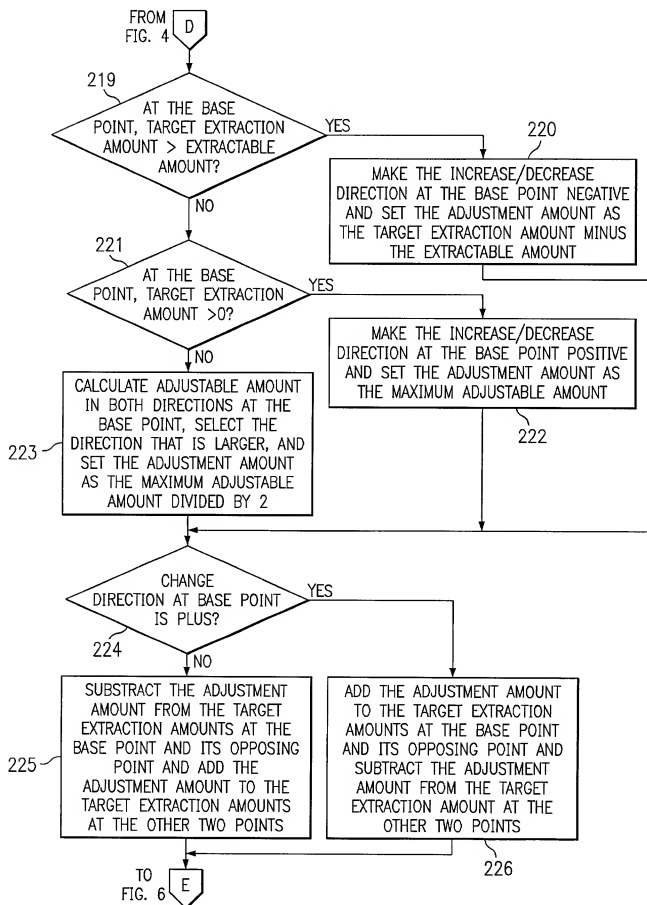 FROM
FIG. 4
D
219
AT THE BASE
POINT, TARGET EXTRACTION
AMOUNT > EXTRACTABLE
AMOUNT?
YES
NO
220
MAKE THE INCREASE/DECREASE
DIRECTION AT THE BASE POINT NEGATIVE
AND SET THE ADJUSTMENT AMOUNT AS
THE TARGET EXTRACTION AMOUNT MINUS
THE EXTRACTABLE AMOUNT
221
AT THE BASE
POINT, TARGET EXTRACTION
AMOUNT >0?
YES
NO
MAKE THE INCREASE/DECREASE
DIRECTION AT THE BASE POINT POSITIVE
AND SET THE ADJUSTMENT AMOUNT AS
THE MAXIMUM ADJUSTABLE AMOUNT
222
CALCULATE ADJUSTABLE AMOUNT
IN BOTH DIRECTIONS AT THE
BASE POINT, SELECT THE
DIRECTION THAT IS LARGER, AND
SET THE ADJUSTMENT AMOUNT
AS THE MAXIMUM ADJUSTABLE
AMOUNT DIVIDED BY 2
223
CHANGE
DIRECTION AT BASE POINT
IS PLUS?
YES
224
NO
SUBSTRACT THE ADJUSTMENT
AMOUNT FROM THE TARGET
EXTRACTION AMOUNTS AT THE
BASE POINT AND ITS OPPOSING
POINT AND ADD THE
ADJUSTMENT AMOUNT TO THE
TARGET EXTRACTION AMOUNTS
AT THE OTHER TWO POINTS
225
ADD THE ADJUSTMENT AMOUNT
TO THE TARGET EXTRACTION
AMOUNTS AT THE BASE POINT
AND ITS OPPOSING POINT AND
SUBTRACT THE ADJUSTMENT
AMOUNT FROM THE TARGET
EXTRACTION AMOUNT AT THE
OTHER TWO POINTS
226
TO
FIG. 6
E